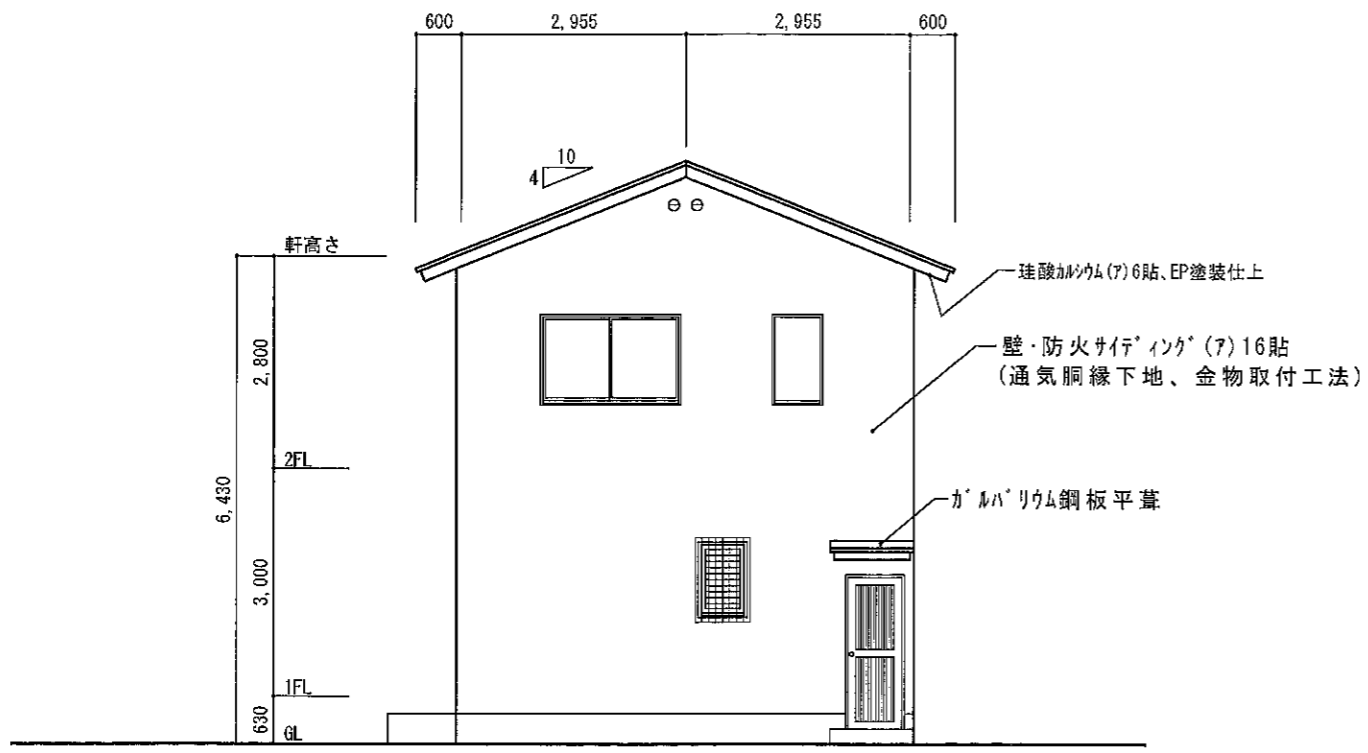 600
2,955
2,955
600
10
4
軒高さ
珪酸ｶﾙｼｳﾑ(ア)6貼、EP塗装仕上
壁・防火ｻｲﾃﾞｨﾝｸﾞ(ア)16貼
(通気胴縁下地、金物取付工法)
2,800
2FL
6,430
ｶﾞﾙﾊﾞﾘｳﾑ鋼板平葺
3,000
1FL
630
GL